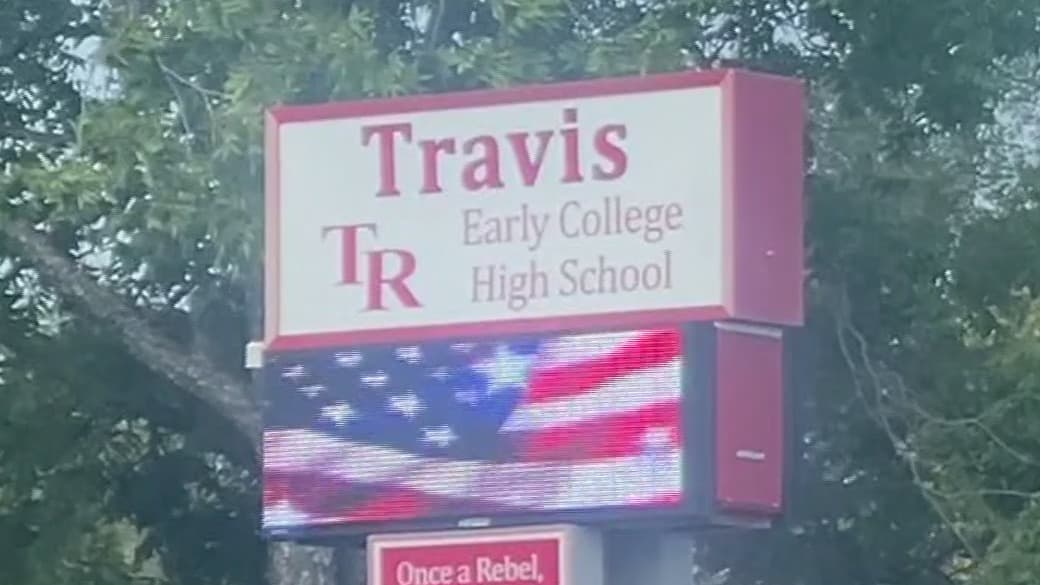 Travis
TR
Early College
High School
Once a Rebel,